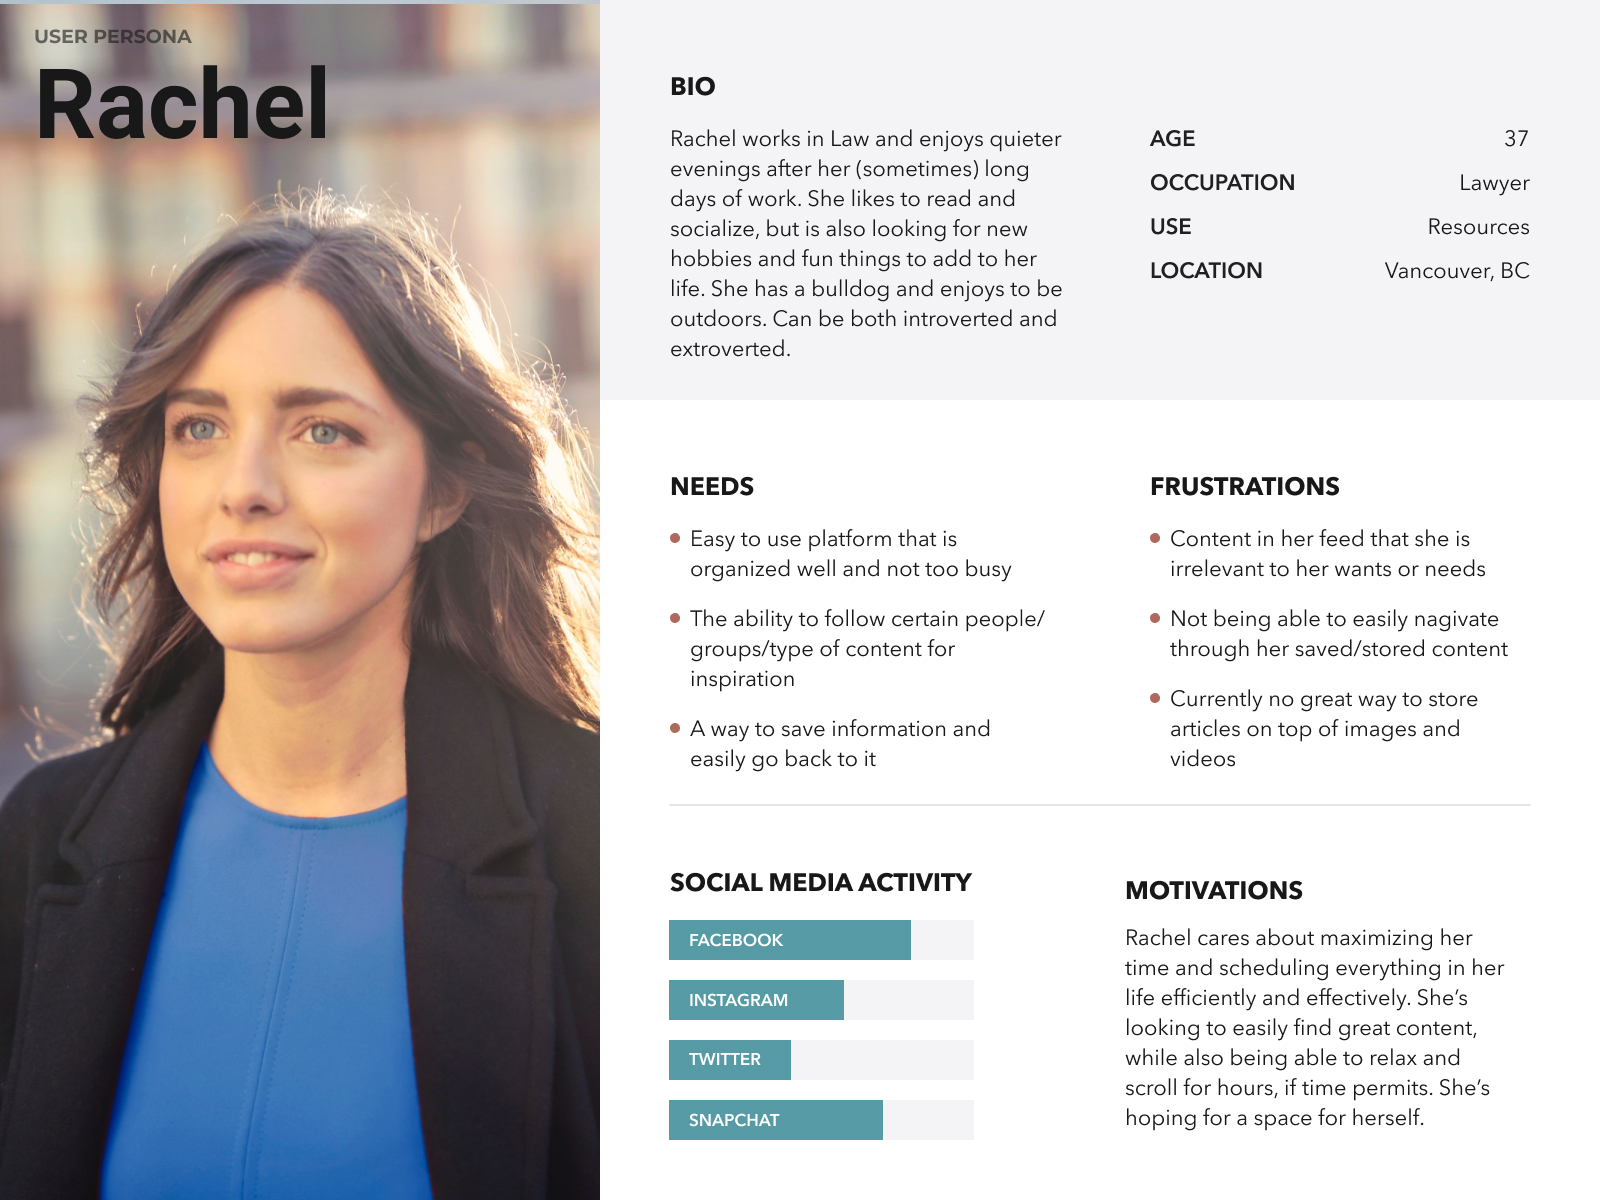 USER PERSONA
Rachel
BIO
Rachel works in Law and enjoys quieter
evenings after her (sometimes) long
days of work. She likes to read and
socialize, but is also looking for new
hobbies and fun things to add to her
life. She has a bulldog and enjoys to be
outdoors. Can be both introverted and
extroverted.
AGE 37
OCCUPATION Lawyer
USE Resources
LOCATION Vancouver, BC
NEEDS
Easy to use platform that is
organized well and not too busy
The ability to follow certain people/
groups/type of content for
inspiration
A way to save information and
easily go back to it
FRUSTRATIONS
Content in her feed that she is
irrelevant to her wants or needs
Not being able to easily nagivate
through her saved/stored content
Currently no great way to store
articles on top of images and
videos
SOCIAL MEDIA ACTIVITY
FACEBOOK
INSTAGRAM
TWITTER
SNAPCHAT
MOTIVATIONS
Rachel cares about maximizing her
time and scheduling everything in her
life efficiently and effectively. She’s
looking to easily find great content,
while also being able to relax and
scroll for hours, if time permits. She’s
hoping for a space for herself.